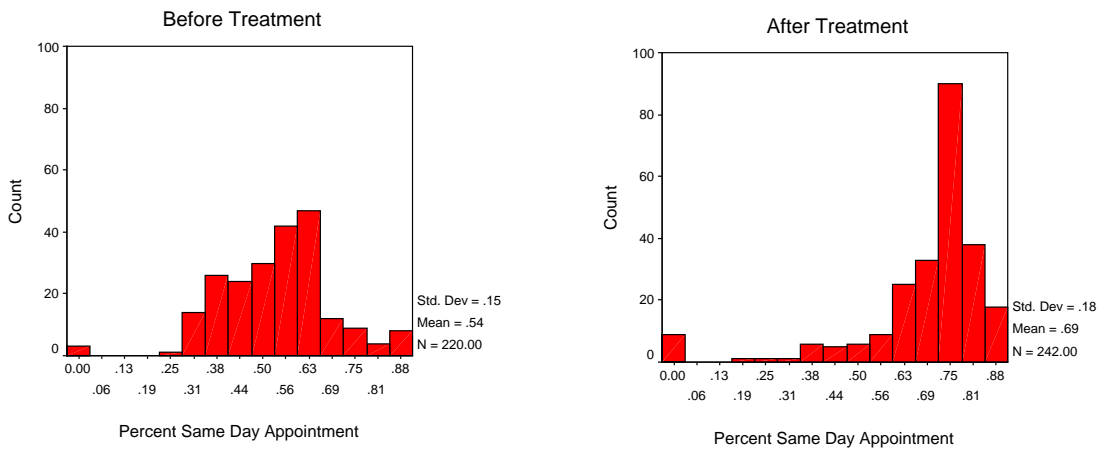 Before Treatment
100
80
60
40
20
0
Count
0.00 .13 .25 .38 .50 .63 .75 .88
.06 .19 .31 .44 .56 .69 .81
Percent Same Day Appointment
Std. Dev = .15
Mean = .54
N = 220.00
After Treatment
100
80
60
40
20
0
Count
0.00 .13 .25 .38 .50 .63 .75 .88
.06 .19 .31 .44 .56 .69 .81
Percent Same Day Appointment
Std. Dev = .18
Mean = .69
N = 242.00